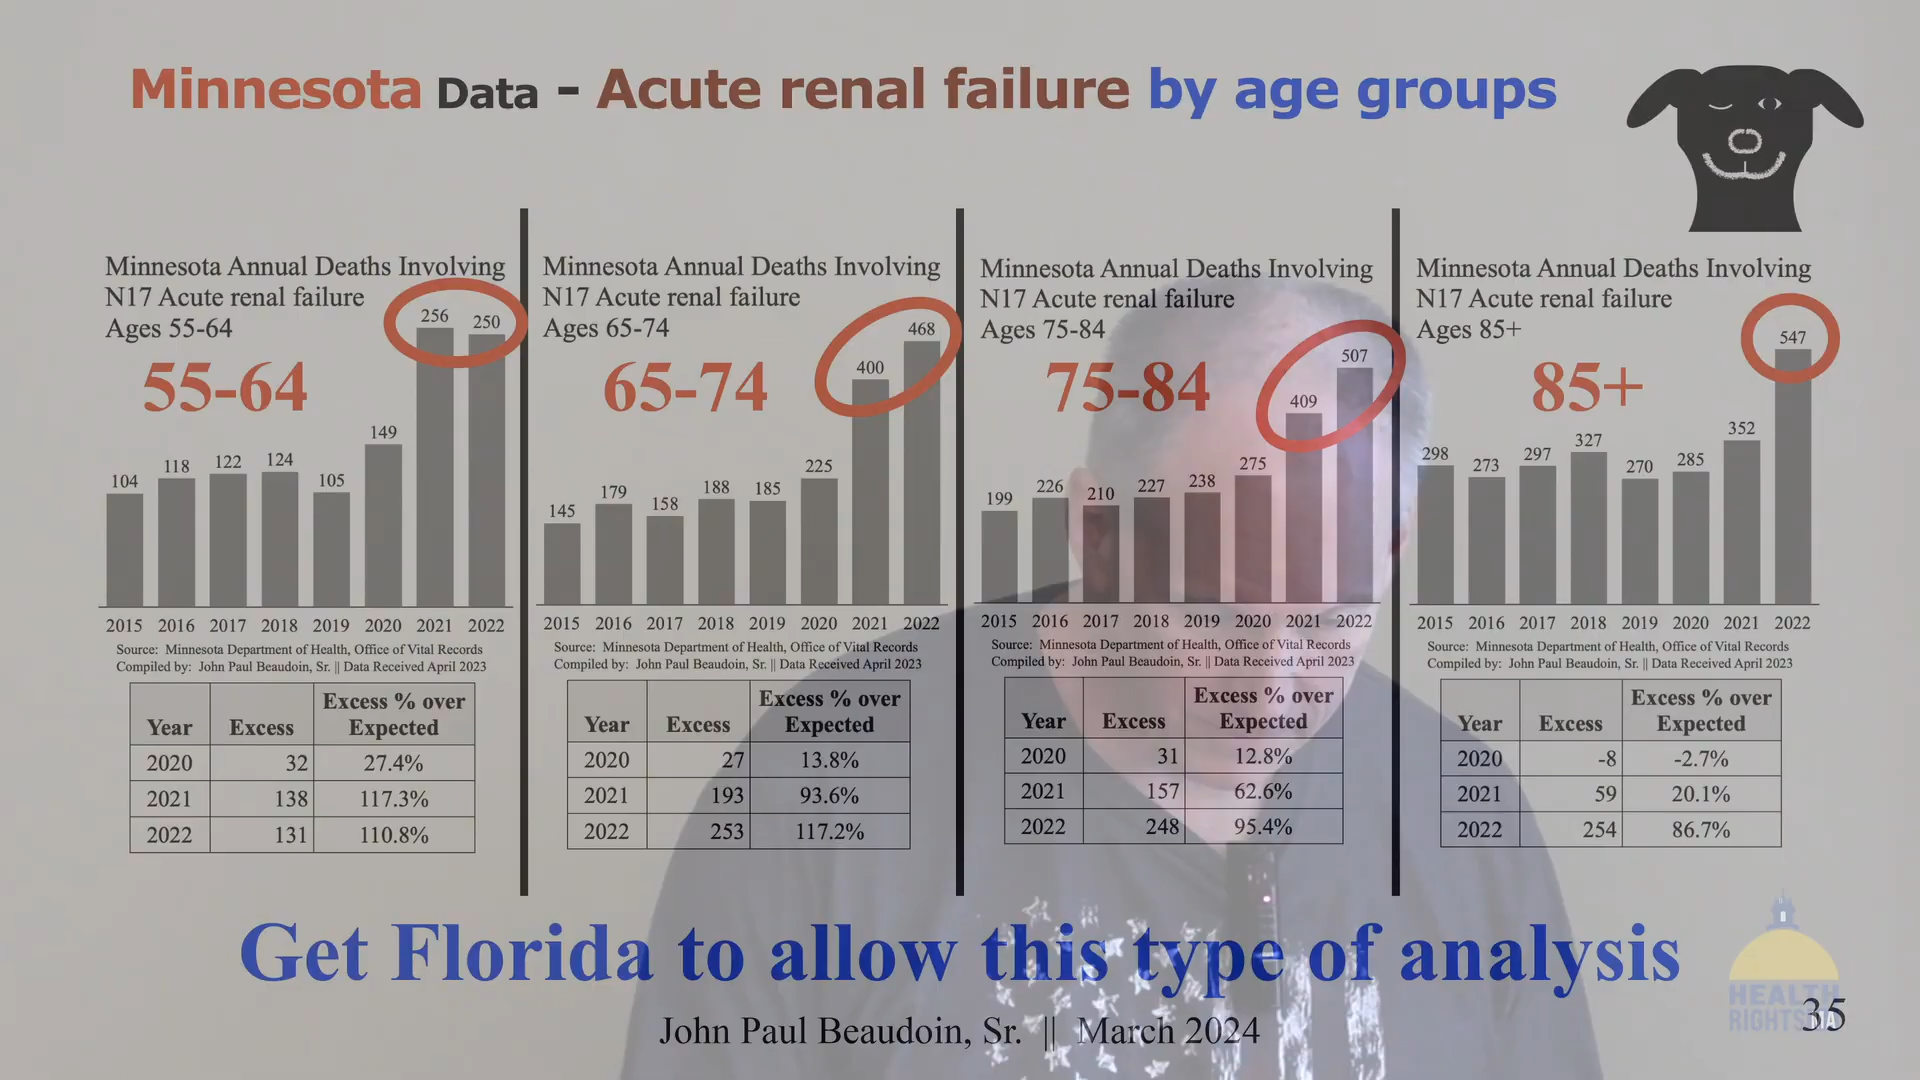 Minnesota Data - Acute renal failure by age groups
Minnesota Annual Deaths Involving
N17 Acute renal failure
Ages 55-64
55-64
104 118 122 124 105 149 256 250
2015 2016 2017 2018 2019 2020 2021 2022
Source: Minnesota Department of Health, Office of Vital Records
Compiled by: John Paul Beaudoin, Sr. || Data Received April 2023
Year Excess Excess % over Expected
2020 32 27.4%
2021 138 117.3%
2022 131 110.8%
Minnesota Annual Deaths Involving
N17 Acute renal failure
Ages 65-74
65-74
145 179 158 188 185 225 400 468
2015 2016 2017 2018 2019 2020 2021 2022
Source: Minnesota Department of Health, Office of Vital Records
Compiled by: John Paul Beaudoin, Sr. || Data Received April 2023
Year Excess Excess % over Expected
2020 27 13.8%
2021 193 93.6%
2022 253 117.2%
Minnesota Annual Deaths Involving
N17 Acute renal failure
Ages 75-84
75-84
199 226 210 227 238 275 409 507
2015 2016 2017 2018 2019 2020 2021 2022
Source: Minnesota Department of Health, Office of Vital Records
Compiled by: John Paul Beaudoin, Sr. || Data Received April 2023
Year Excess Excess % over Expected
2020 31 12.8%
2021 157 62.6%
2022 248 95.4%
Minnesota Annual Deaths Involving
N17 Acute renal failure
Ages 85+
85+
298 273 297 327 270 285 352 547
2015 2016 2017 2018 2019 2020 2021 2022
Source: Minnesota Department of Health, Office of Vital Records
Compiled by: John Paul Beaudoin, Sr. || Data Received April 2023
Year Excess Excess % over Expected
2020 -8 -2.7%
2021 59 20.1%
2022 254 86.7%
Get Florida to allow this type of analysis
John Paul Beaudoin, Sr. || March 2024
HEALTH
RIGHTS MA
35